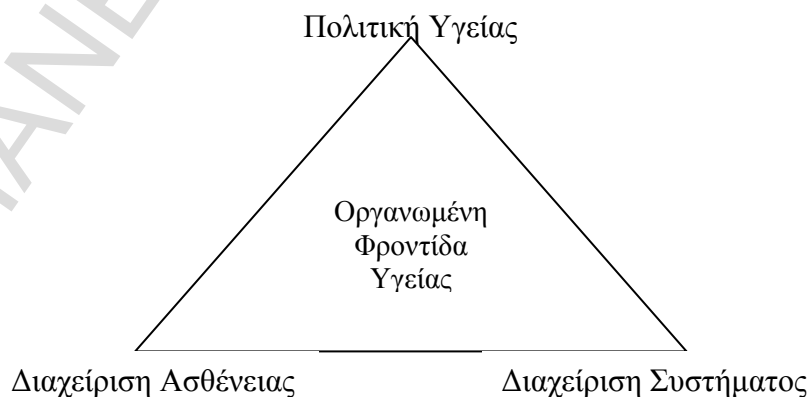 Πολιτική Υγείας
Οργανωμένη
Φροντίδα
Υγείας
Διαχείριση Ασθένειας Διαχείριση Συστήματος